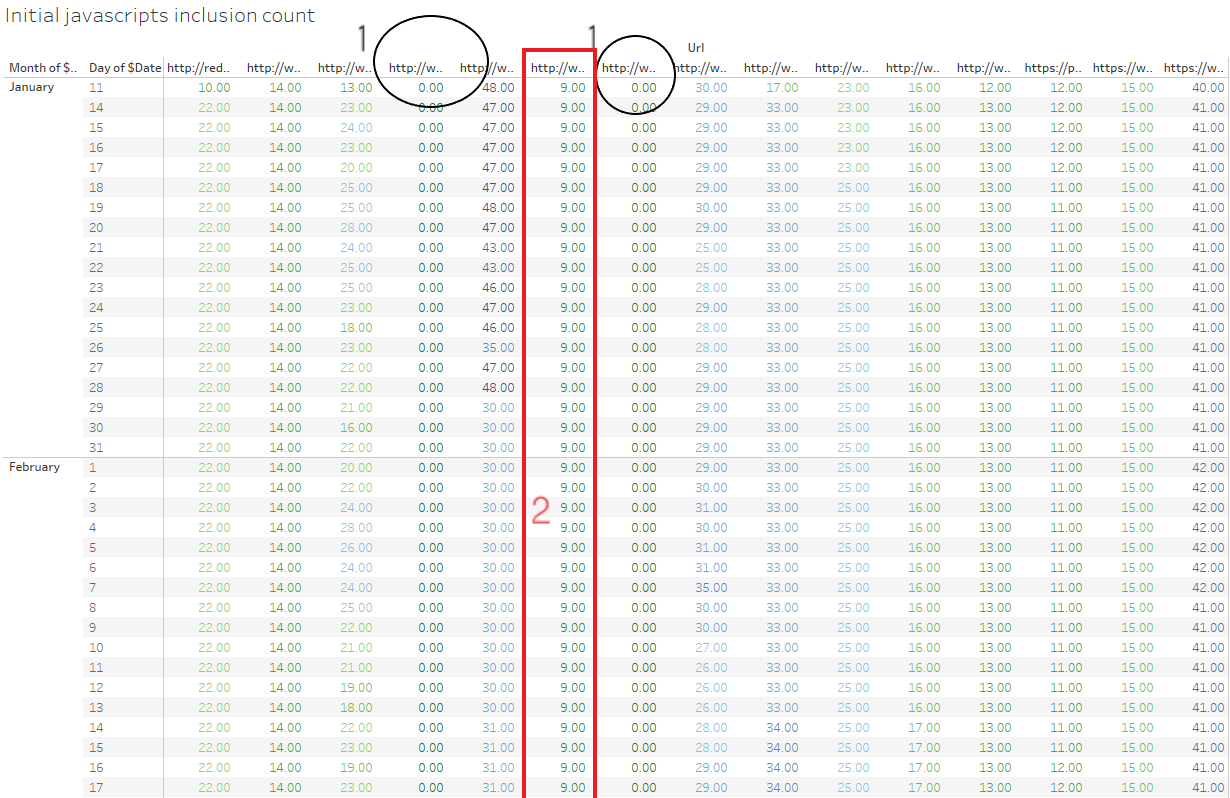 Initial javascripts inclusion count
1 1
Url
Month of $.. Day of $Date http://red.. http://w.. http://w.. http://w.. http://w.. http://w.. http://w.. http://w.. http://w.. http://w.. http://w.. http://w.. https://p.. https://w.. https://w..
January 11 10.00 14.00 13.00 0.00 48.00 9.00 0.00 30.00 17.00 23.00 16.00 12.00 12.00 15.00 40.00
14 22.00 14.00 23.00 0.00 47.00 9.00 0.00 29.00 33.00 23.00 16.00 13.00 12.00 15.00 41.00
15 22.00 14.00 24.00 0.00 47.00 9.00 0.00 29.00 33.00 23.00 16.00 13.00 12.00 15.00 41.00
16 22.00 14.00 23.00 0.00 47.00 9.00 0.00 29.00 33.00 23.00 16.00 13.00 12.00 15.00 41.00
17 22.00 14.00 20.00 0.00 47.00 9.00 0.00 29.00 33.00 23.00 16.00 13.00 12.00 15.00 41.00
18 22.00 14.00 25.00 0.00 47.00 9.00 0.00 29.00 33.00 25.00 16.00 13.00 11.00 15.00 41.00
19 22.00 14.00 25.00 0.00 48.00 9.00 0.00 30.00 33.00 25.00 16.00 13.00 11.00 15.00 41.00
20 22.00 14.00 28.00 0.00 47.00 9.00 0.00 29.00 33.00 25.00 16.00 13.00 11.00 15.00 41.00
21 22.00 14.00 24.00 0.00 43.00 9.00 0.00 25.00 33.00 25.00 16.00 13.00 11.00 15.00 41.00
22 22.00 14.00 25.00 0.00 43.00 9.00 0.00 25.00 33.00 25.00 16.00 13.00 11.00 15.00 41.00
23 22.00 14.00 25.00 0.00 46.00 9.00 0.00 28.00 33.00 25.00 16.00 13.00 11.00 15.00 41.00
24 22.00 14.00 23.00 0.00 47.00 9.00 0.00 29.00 33.00 25.00 16.00 13.00 11.00 15.00 41.00
25 22.00 14.00 18.00 0.00 46.00 9.00 0.00 28.00 33.00 25.00 16.00 13.00 11.00 15.00 41.00
26 22.00 14.00 23.00 0.00 35.00 9.00 0.00 28.00 33.00 25.00 16.00 13.00 11.00 15.00 41.00
27 22.00 14.00 22.00 0.00 47.00 9.00 0.00 29.00 33.00 25.00 16.00 13.00 11.00 15.00 41.00
28 22.00 14.00 22.00 0.00 48.00 9.00 0.00 29.00 33.00 25.00 16.00 13.00 11.00 15.00 41.00
29 22.00 14.00 21.00 0.00 30.00 9.00 0.00 29.00 33.00 25.00 16.00 13.00 11.00 15.00 41.00
30 22.00 14.00 16.00 0.00 30.00 9.00 0.00 29.00 33.00 25.00 16.00 13.00 11.00 15.00 41.00
31 22.00 14.00 22.00 0.00 30.00 9.00 0.00 29.00 33.00 25.00 16.00 13.00 11.00 15.00 41.00
February 1 22.00 14.00 20.00 0.00 30.00 9.00 0.00 29.00 33.00 25.00 16.00 13.00 11.00 15.00 42.00
2 22.00 14.00 22.00 0.00 30.00 9.00 0.00 30.00 33.00 25.00 16.00 13.00 11.00 15.00 42.00
3 22.00 14.00 24.00 0.00 30.00 2 9.00 0.00 31.00 33.00 25.00 16.00 13.00 11.00 15.00 42.00
4 22.00 14.00 28.00 0.00 30.00 9.00 0.00 30.00 33.00 25.00 16.00 13.00 11.00 15.00 42.00
5 22.00 14.00 26.00 0.00 30.00 9.00 0.00 31.00 33.00 25.00 16.00 13.00 11.00 15.00 42.00
6 22.00 14.00 24.00 0.00 30.00 9.00 0.00 31.00 33.00 25.00 16.00 13.00 11.00 15.00 42.00
7 22.00 14.00 24.00 0.00 30.00 9.00 0.00 35.00 33.00 25.00 16.00 13.00 11.00 15.00 42.00
8 22.00 14.00 25.00 0.00 30.00 9.00 0.00 30.00 33.00 25.00 16.00 13.00 11.00 15.00 41.00
9 22.00 14.00 22.00 0.00 30.00 9.00 0.00 30.00 33.00 25.00 16.00 13.00 11.00 15.00 41.00
10 22.00 14.00 21.00 0.00 30.00 9.00 0.00 27.00 33.00 25.00 16.00 13.00 11.00 15.00 41.00
11 22.00 14.00 21.00 0.00 30.00 9.00 0.00 26.00 33.00 25.00 16.00 13.00 11.00 15.00 41.00
12 22.00 14.00 19.00 0.00 30.00 9.00 0.00 26.00 33.00 25.00 16.00 13.00 11.00 15.00 41.00
13 22.00 14.00 18.00 0.00 30.00 9.00 0.00 26.00 33.00 25.00 16.00 13.00 11.00 15.00 41.00
14 22.00 14.00 22.00 0.00 31.00 9.00 0.00 28.00 34.00 25.00 17.00 13.00 11.00 15.00 41.00
15 22.00 14.00 23.00 0.00 31.00 9.00 0.00 28.00 34.00 25.00 17.00 13.00 11.00 15.00 41.00
16 22.00 14.00 19.00 0.00 31.00 9.00 0.00 29.00 34.00 25.00 17.00 13.00 12.00 15.00 41.00
17 22.00 14.00 23.00 0.00 31.00 9.00 0.00 29.00 34.00 25.00 17.00 13.00 11.00 15.00 41.00